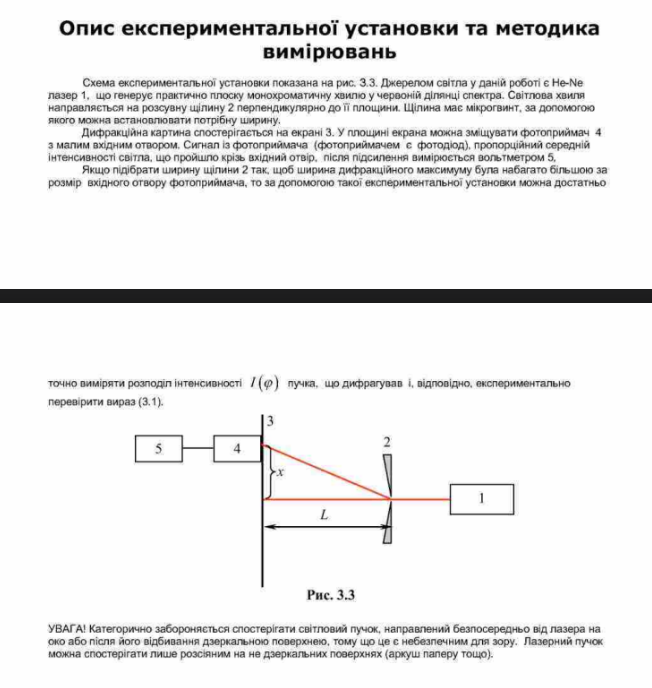 Опис експериментальної установки та методика
вимірювань
Схема експериментальної установки показана на рис. 3.3. Джерелом світла у даній роботі є He-Ne
лазер 1, що генерує практично плоску монохроматичну хвилю у червоній ділянці спектра. Світлова хвиля
направляється на розсувну щілину 2 перпендикулярно до її площини. Щілина має мікрогвинт, за допомогою
якого можна встановлювати потрібну ширину.
Дифракційна картина спостерігається на екрані 3. У площині екрана можна зміщувати фотоприймач 4
з малим вхідним отвором. Сигнал із фотоприймача (фотоприймачем є фотодіод), пропорційний середній
інтенсивності світла, що пройшло крізь вхідний отвір, після підсилення вимірюється вольтметром 5,
Якщо підібрати ширину щілини 2 так, щоб ширина дифракційного максимуму була набагато більшою за
розмір вхідного отвору фотоприймача, то за допомогою такої експериментальної установки можна достатньо
точно виміряти розподіл інтенсивності I(φ) пучка, що дифрагував і, відповідно, експериментально
перевірити вираз (3.1).
3
5
4
2
x
1
L
Рис. 3.3
УВАГА! Категорично забороняється спостерігати світловий пучок, направлений безпосередньо від лазера на
око або після його відбивання дзеркальною поверхнею, тому що це є небезпечним для зору. Лазерний пучок
можна спостерігати лише розсіяним на не дзеркальних поверхнях (аркуш паперу тощо).